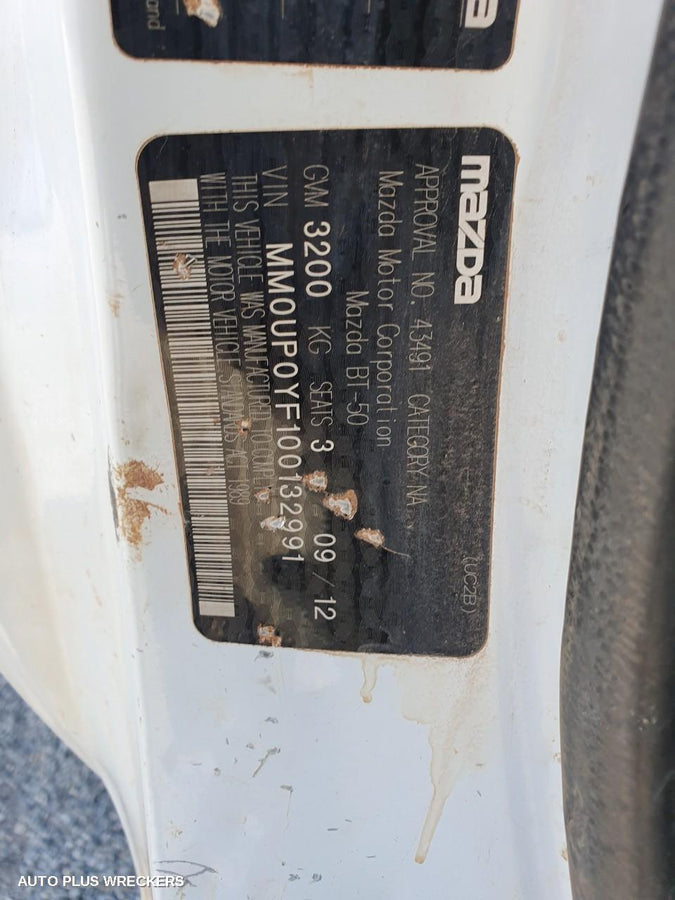 and
a
mazda
APPROVAL NO. 43491 CATEGORY NA
Mazda Motor Corporation (UC2B)
Mazda BT-50
GVM 3200 KG SEATS 3 09 / 12
VIN MM0UP0YF100132991
THIS VEHICLE WAS MANUFACTURED TO COMPLY
WITH THE MOTOR VEHICLE STANDARDS ACT 1989
AUTO PLUS WRECKERS